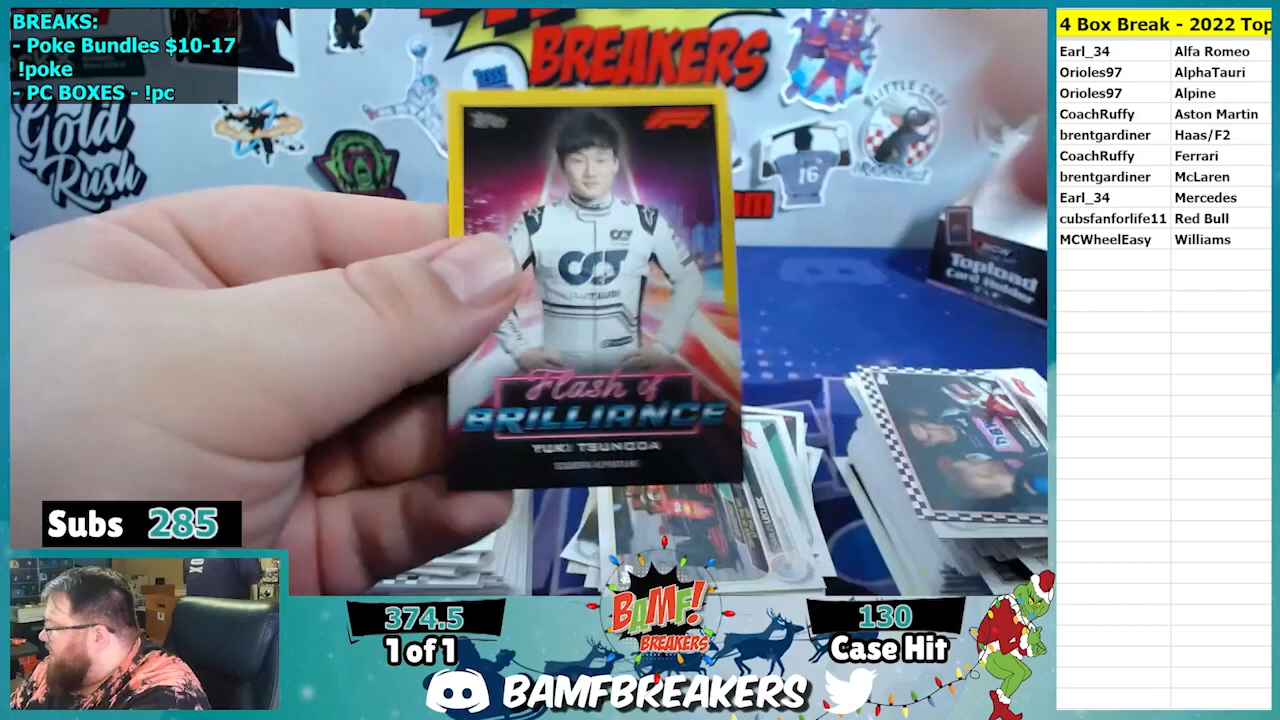 BREAKS:
- Poke Bundles $10-17
!poke
- PC BOXES - !pc
Gold
Rush
BREAKERS
LITTLE CHEF
16
Topload
Card Holder
Flash of
BRILLIANCE
YUKI TSUNODA
Subs 285
374.5
1 of 1
BAMF!
BREAKERS
130
Case Hit
BAMFBREAKERS
4 Box Break - 2022 Top
Earl_34 Alfa Romeo
Orioles97 AlphaTauri
Orioles97 Alpine
CoachRuffy Aston Martin
brentgardiner Haas/F2
CoachRuffy Ferrari
brentgardiner McLaren
Earl_34 Mercedes
cubsfanforlife11 Red Bull
MCWheelEasy Williams